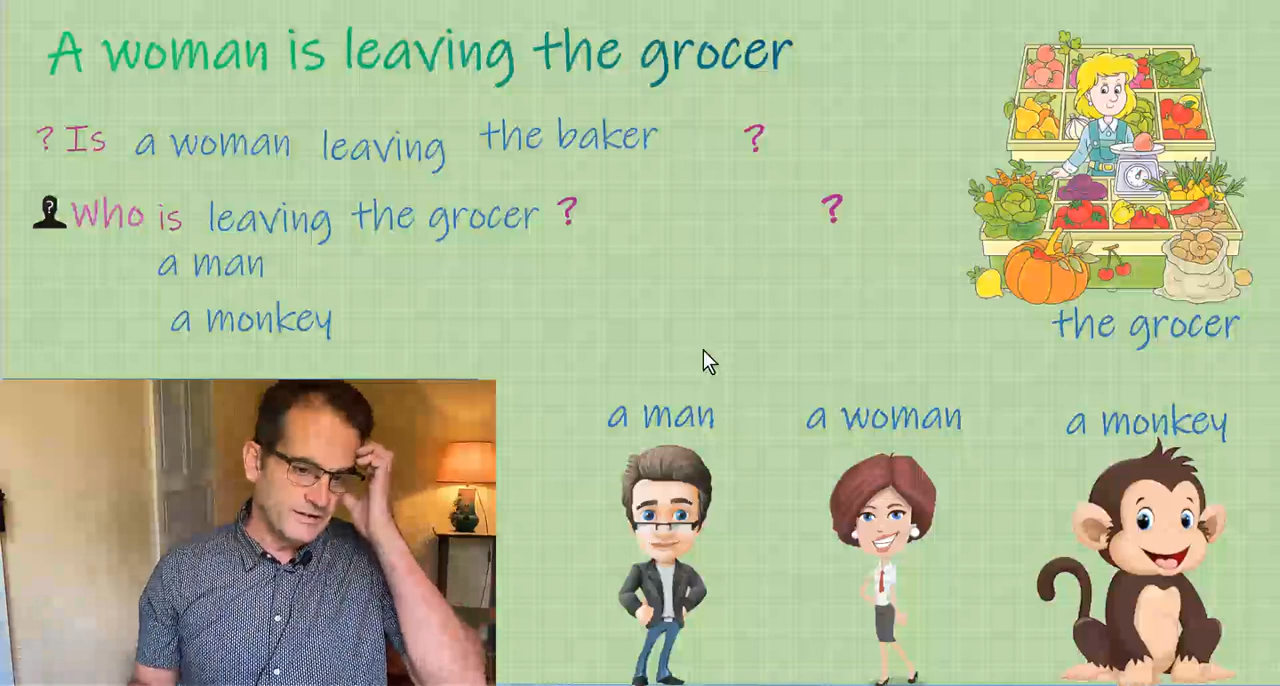 A woman is leaving the grocer
? Is a woman leaving the baker ?
? Who is leaving the grocer ? ?
a man
a monkey
the grocer
a man a woman a monkey